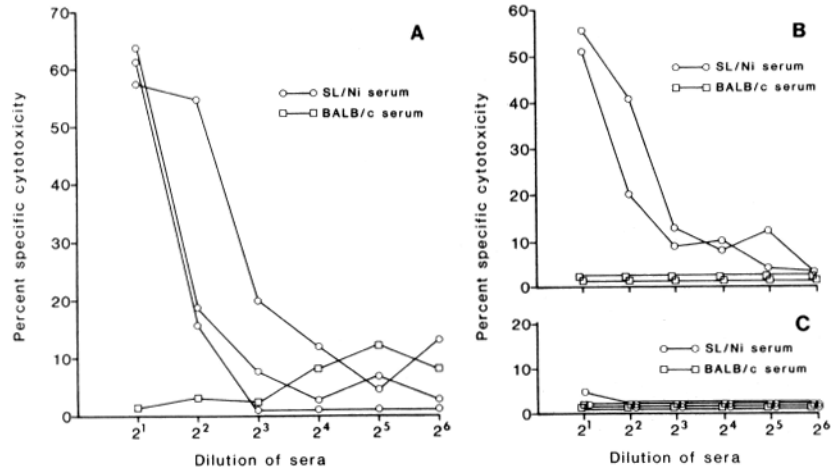 A
70
60
50
40
30
20
10
0
Percent specific cytotoxicity
SL/Ni serum
BALB/c serum
2¹ 2² 2³ 2⁴ 2⁵ 2⁶
Dilution of sera
B
60
50
40
30
20
10
0
Percent specific cytotoxicity
SL/Ni serum
BALB/c serum
C
20
10
0
SL/Ni serum
BALB/c serum
2¹ 2² 2³ 2⁴ 2⁵ 2⁶
Dilution of sera